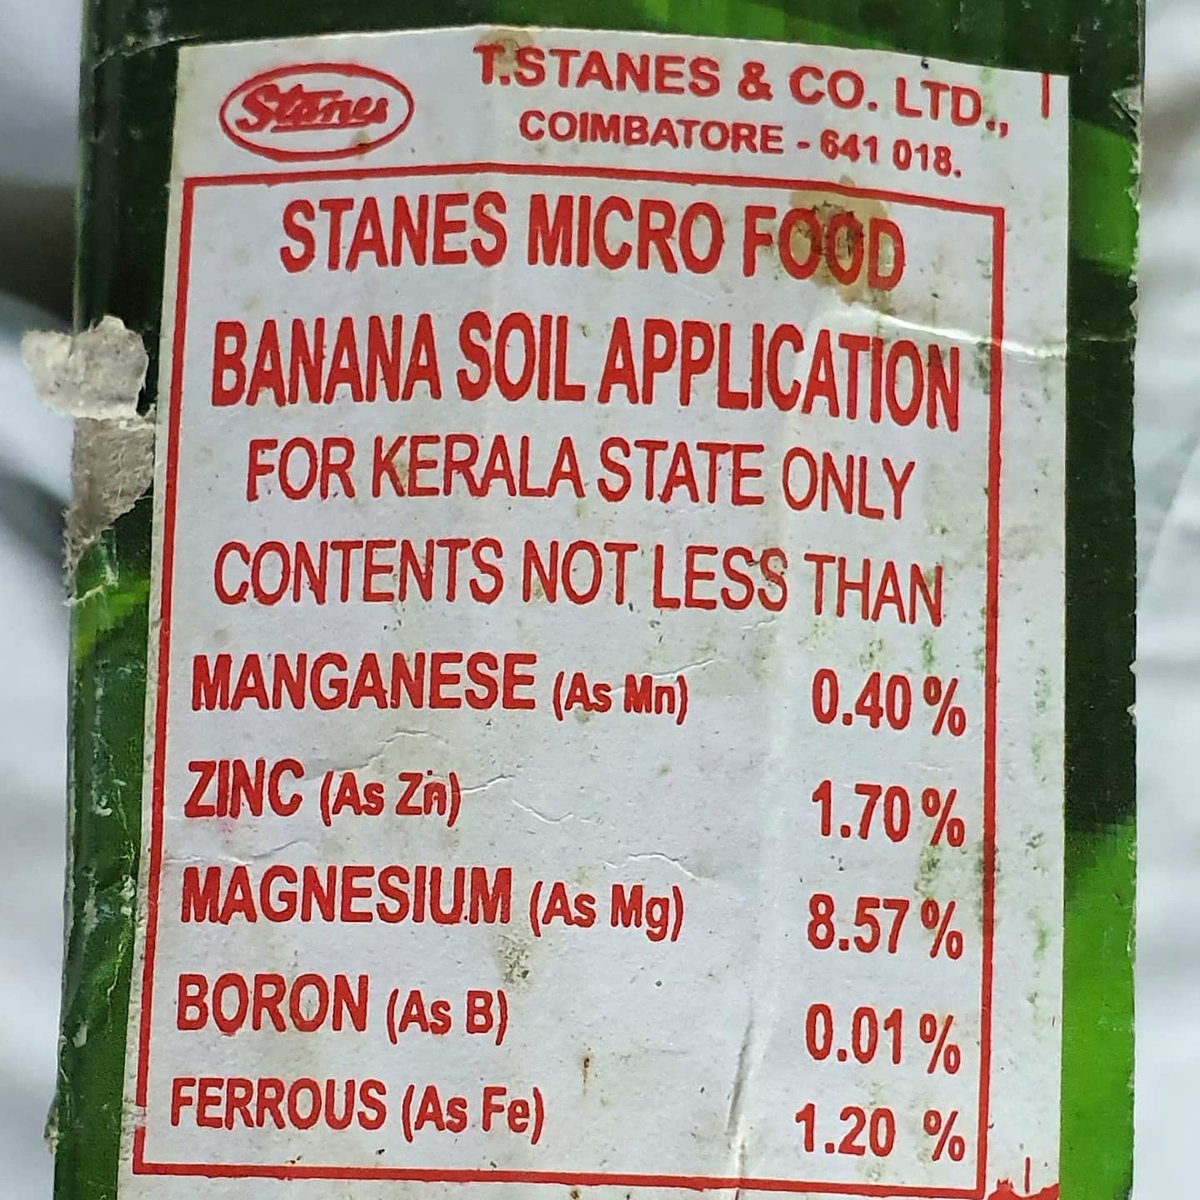 Stanes
T.STANES & CO. LTD.,
COIMBATORE - 641 018.
STANES MICRO FOOD
BANANA SOIL APPLICATION
FOR KERALA STATE ONLY
CONTENTS NOT LESS THAN
MANGANESE (As Mn) 0.40 %
ZINC (As Zn) 1.70 %
MAGNESIUM (As Mg) 8.57 %
BORON (As B) 0.01 %
FERROUS (As Fe) 1.20 %